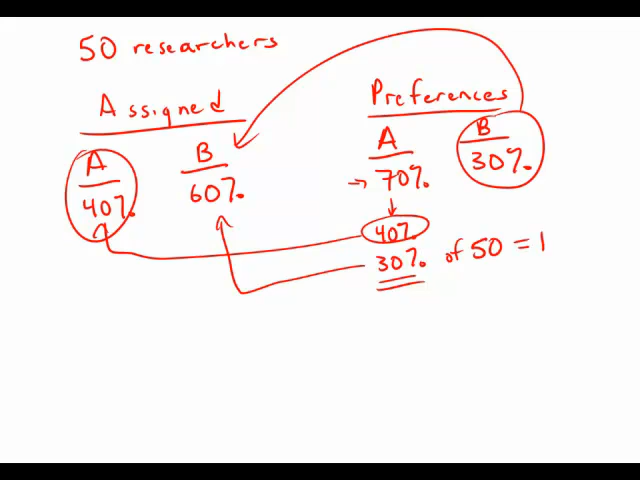 50 researchers
Assigned
Preferences
A
B
A
B
40%
60%
70%
30%
40%
30% of 50 = 1